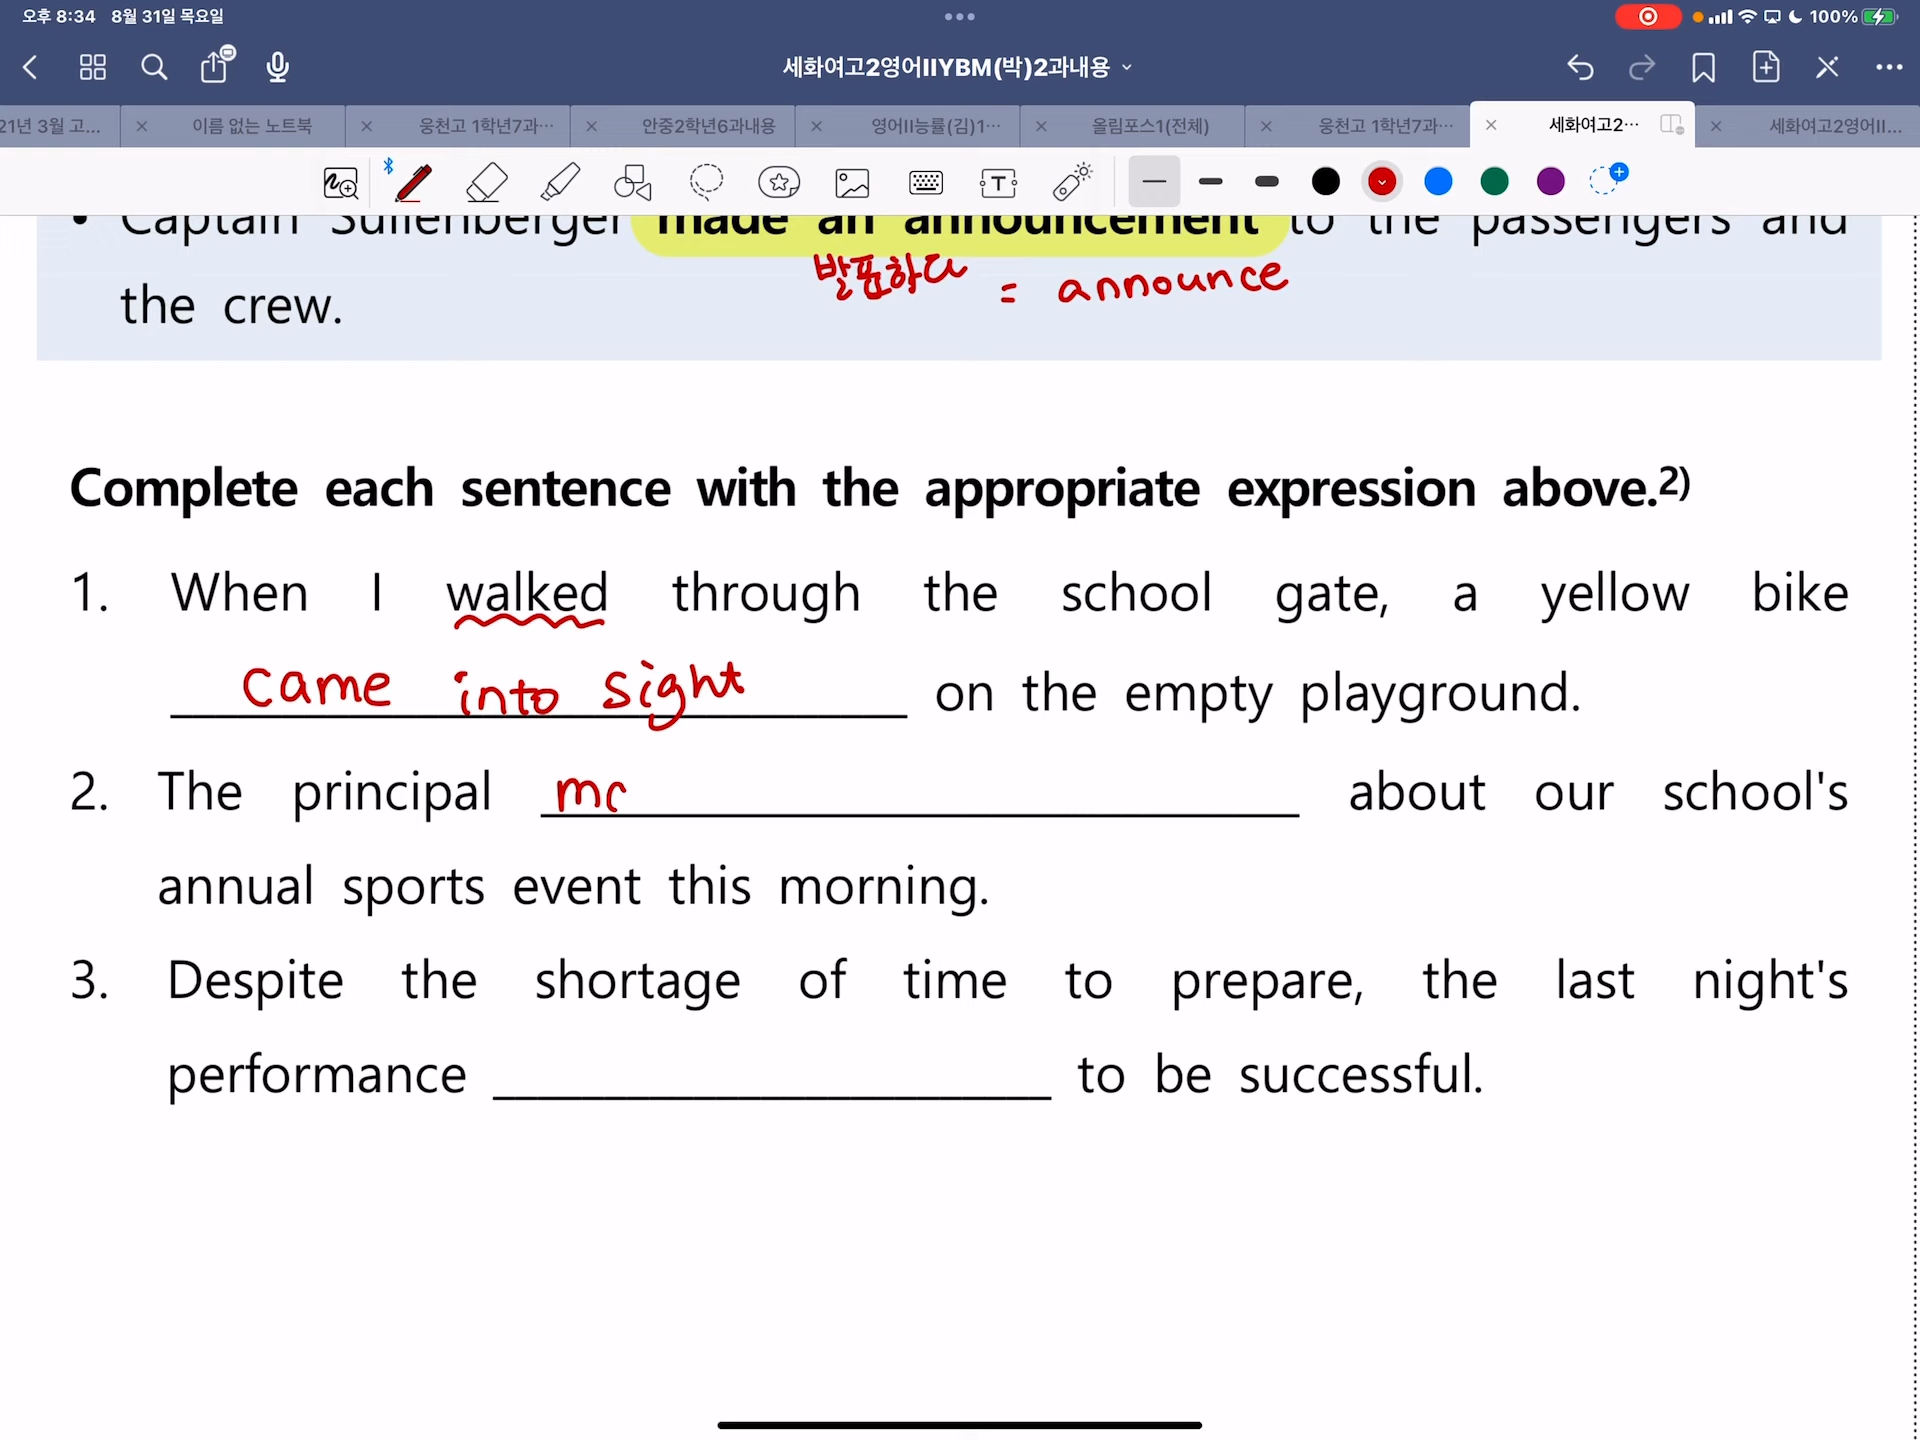 오후 8:34 8월 31일 목요일
100%
세화여고2영어IIYBM(박)2과내용
21년 3월 고...
이름 없는 노트북
웅천고 1학년7과...
안중2학년6과내용
영어II능률(김)1...
올림포스1(전체)
웅천고 1학년7과...
세화여고2...
세화여고2영어II...
• Captain Sullenberger made an announcement to the passengers and
발표하다 = announce
the crew.
Complete each sentence with the appropriate expression above.2)
1. When I walked through the school gate, a yellow bike
came into sight on the empty playground.
2. The principal mc about our school's
annual sports event this morning.
3. Despite the shortage of time to prepare, the last night's
performance to be successful.